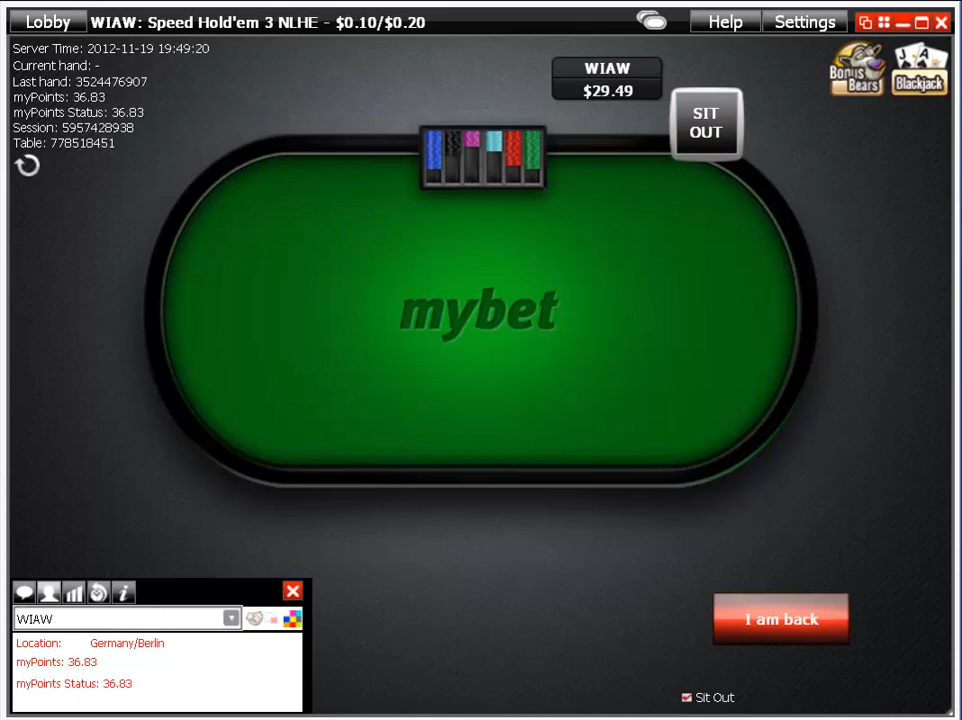 Lobby
WIAW: Speed Hold'em 3 NLHE - $0.10/$0.20
Help
Settings
Server Time: 2012-11-19 19:49:20
Current hand: -
Last hand: 3524476907
myPoints: 36.83
myPoints Status: 36.83
Session: 5957428938
Table: 778518451
WIAW
$29.49
SIT
OUT
Bonus
Bears
J A
Blackjack
mybet
WIAW
Location: Germany/Berlin
myPoints: 36.83
myPoints Status: 36.83
I am back
Sit Out